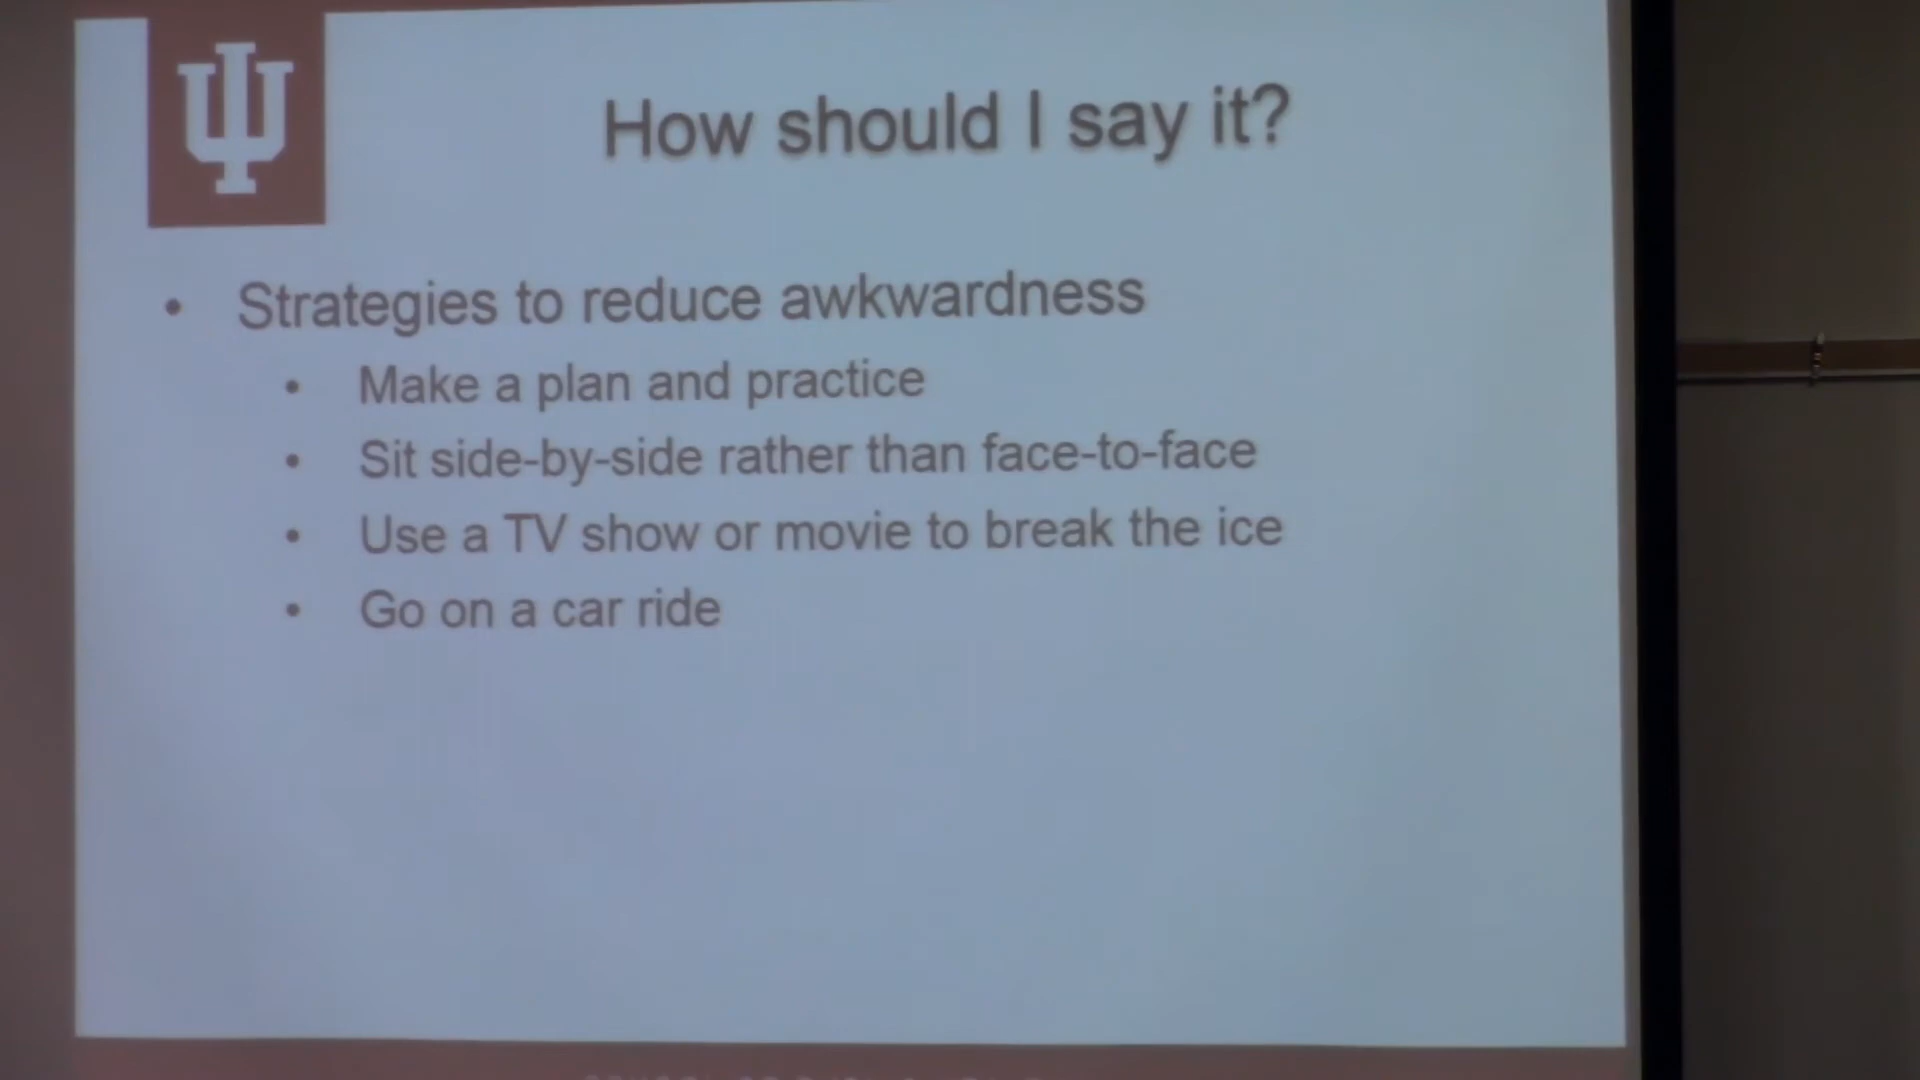 How should I say it?
• Strategies to reduce awkwardness
• Make a plan and practice
• Sit side-by-side rather than face-to-face
• Use a TV show or movie to break the ice
• Go on a car ride